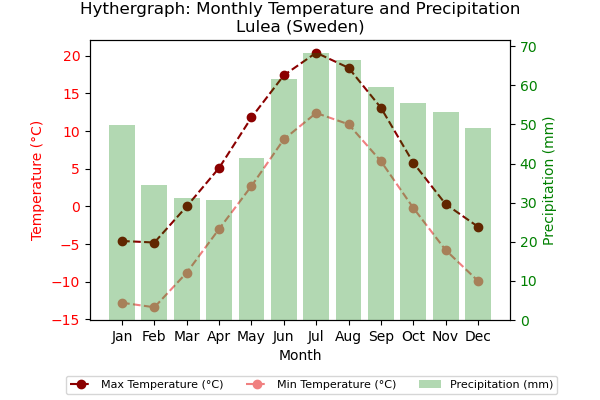 Hythergraph: Monthly Temperature and Precipitation
Lulea (Sweden)
Temperature (°C)
20
15
10
5
0
−5
−10
−15
Precipitation (mm)
70
60
50
40
30
20
10
0
Jan Feb Mar Apr May Jun Jul Aug Sep Oct Nov Dec
Month
Max Temperature (°C) Min Temperature (°C) Precipitation (mm)